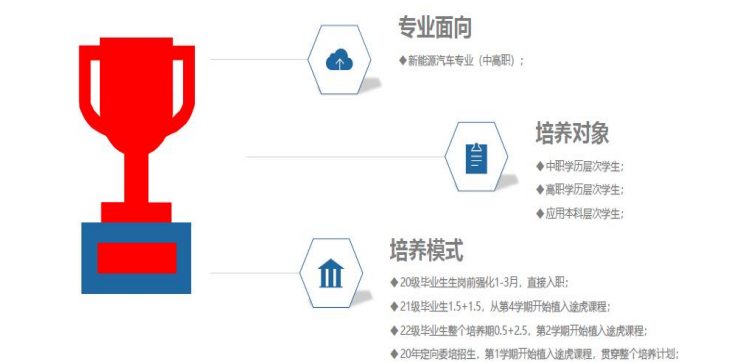 专业面向
◆新能源汽车专业（中高职）;
培养对象
◆中职学历层次学生;
◆高职学历层次学生;
◆应用本科层次学生;
培养模式
◆20级毕业生生岗前强化1-3月，直接入职;
◆21级毕业生1.5+1.5，从第4学期开始植入途虎课程;
◆22级毕业生整个培养期0.5+2.5，第2学期开始植入途虎课程;
◆20年定向委培招生，第1学期开始植入途虎课程，贯穿整个培养计划;